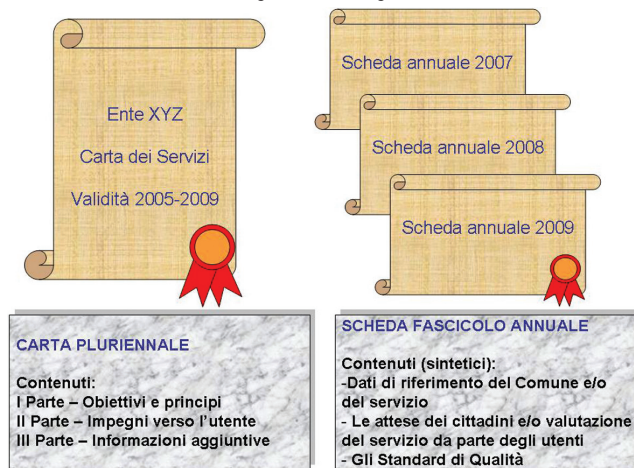 Ente XYZ
Carta dei Servizi
Validità 2005-2009
Scheda annuale 2007
Scheda annuale 2008
Scheda annuale 2009
CARTA PLURIENNALE
Contenuti:
I Parte – Obiettivi e principi
II Parte – Impegni verso l'utente
III Parte – Informazioni aggiuntive
SCHEDA FASCICOLO ANNUALE
Contenuti (sintetici):
-Dati di riferimento del Comune e/o
del servizio
- Le attese dei cittadini e/o valutazione
del servizio da parte degli utenti
- Gli Standard di Qualità